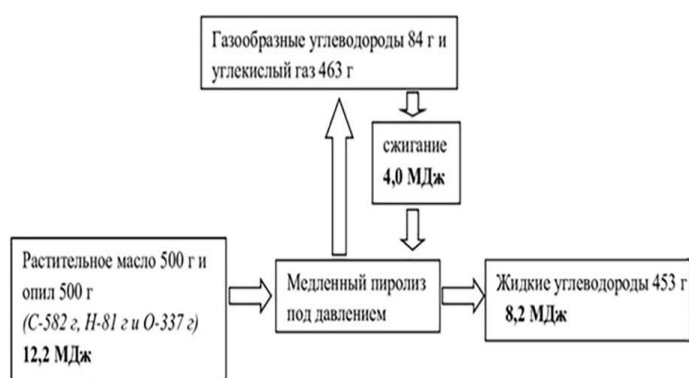 Газообразные углеводороды 84 г и
углекислый газ 463 г
сжигание
4,0 МДж
Растительное масло 500 г и
опил 500 г
(С-582 г, Н-81 г и О-337 г)
12,2 МДж
Медленный пиролиз
под давлением
Жидкие углеводороды 453 г
8,2 МДж